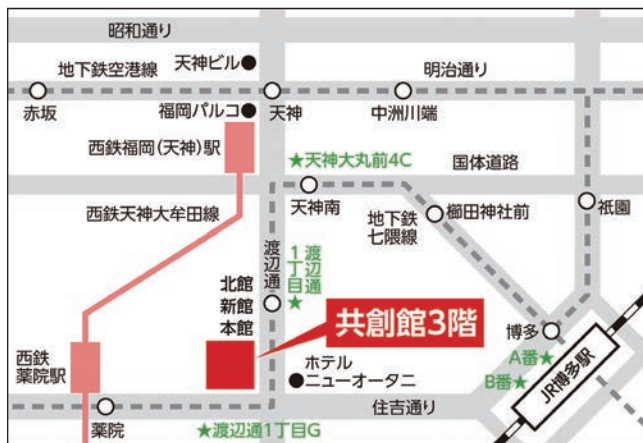 昭和通り
天神ビル
地下鉄空港線
明治通り
赤坂
福岡パルコ
天神
中洲川端
西鉄福岡(天神)駅
★天神大丸前4C
国体道路
西鉄天神大牟田線
天神南
地下鉄
七隈線
櫛田神社前
祇園
渡辺通
渡辺通
1丁目
★
北館
新館
本館
共創館3階
西鉄
薬院駅
ホテル
ニューオータニ
博多
A番★
B番★
JR博多駅
薬院
住吉通り
★渡辺通1丁目G